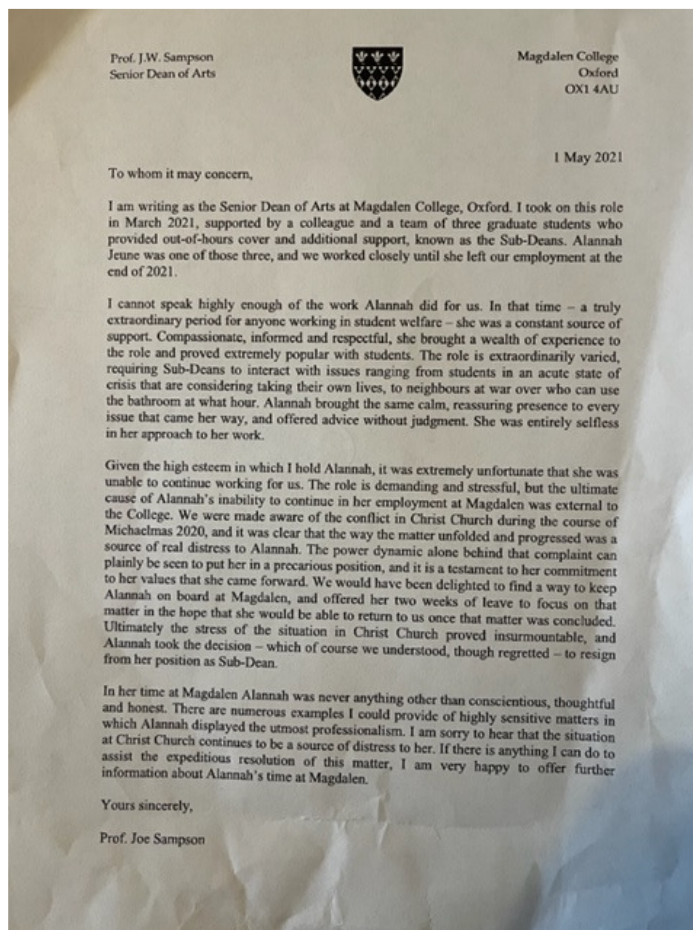 Prof. J.W. Sampson
Senior Dean of Arts
Magdalen College
Oxford
OX1 4AU
1 May 2021
To whom it may concern,
I am writing as the Senior Dean of Arts at Magdalen College, Oxford. I took on this role
in March 2021, supported by a colleague and a team of three graduate students who
provided out-of-hours cover and additional support, known as the Sub-Deans. Alannah
Jeune was one of those three, and we worked closely until she left our employment at the
end of 2021.
I cannot speak highly enough of the work Alannah did for us. In that time – a truly
extraordinary period for anyone working in student welfare – she was a constant source of
support. Compassionate, informed and respectful, she brought a wealth of experience to
the role and proved extremely popular with students. The role is extraordinarily varied,
requiring Sub-Deans to interact with issues ranging from students in an acute state of
crisis that are considering taking their own lives, to neighbours at war over who can use
the bathroom at what hour. Alannah brought the same calm, reassuring presence to every
issue that came her way, and offered advice without judgment. She was entirely selfless
in her approach to her work.
Given the high esteem in which I hold Alannah, it was extremely unfortunate that she was
unable to continue working for us. The role is demanding and stressful, but the ultimate
cause of Alannah's inability to continue in her employment at Magdalen was external to
the College. We were made aware of the conflict in Christ Church during the course of
Michaelmas 2020, and it was clear that the way the matter unfolded and progressed was a
source of real distress to Alannah. The power dynamic alone behind that complaint can
plainly be seen to put her in a precarious position, and it is a testament to her commitment
to her values that she came forward. We would have been delighted to find a way to keep
Alannah on board at Magdalen, and offered her two weeks of leave to focus on that
matter in the hope that she would be able to return to us once that matter was concluded.
Ultimately the stress of the situation in Christ Church proved insurmountable, and
Alannah took the decision – which of course we understood, though regretted – to resign
from her position as Sub-Dean.
In her time at Magdalen Alannah was never anything other than conscientious, thoughtful
and honest. There are numerous examples I could provide of highly sensitive matters in
which Alannah displayed the utmost professionalism. I am sorry to hear that the situation
at Christ Church continues to be a source of distress to her. If there is anything I can do to
assist the expeditious resolution of this matter, I am very happy to offer further
information about Alannah's time at Magdalen.
Yours sincerely,
Prof. Joe Sampson